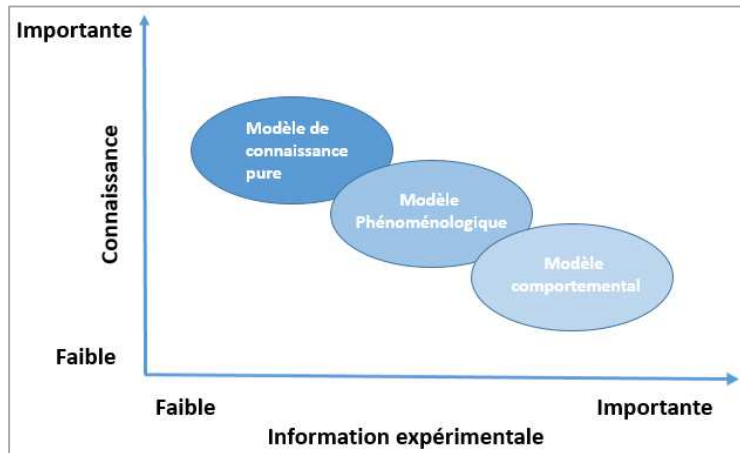 Importante
Connaissance
Modèle de
connaissance
pure
Modèle
Phénoménologique
Modèle
comportemental
Faible
Faible
Importante
Information expérimentale